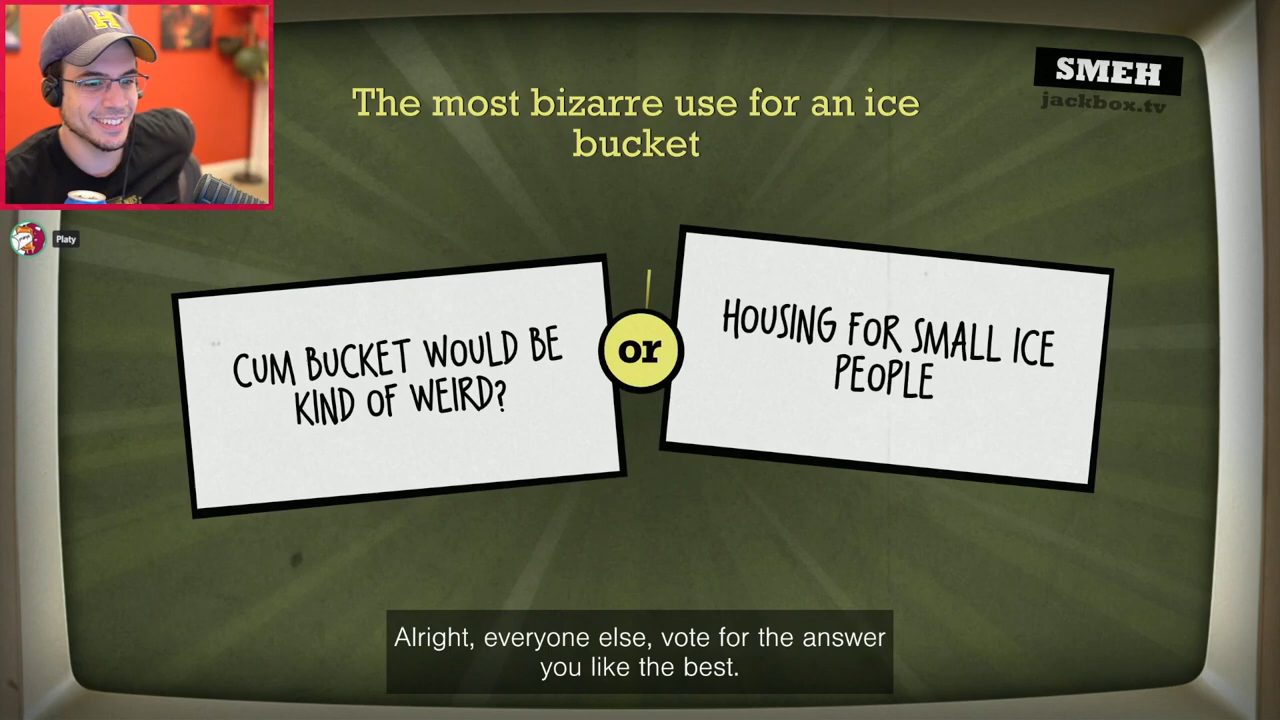 SMEH
jackbox.tv
The most bizarre use for an ice
bucket
Platy
CUM BUCKET WOULD BE
KIND OF WEIRD?
or
HOUSING FOR SMALL ICE
PEOPLE
Alright, everyone else, vote for the answer
you like the best.